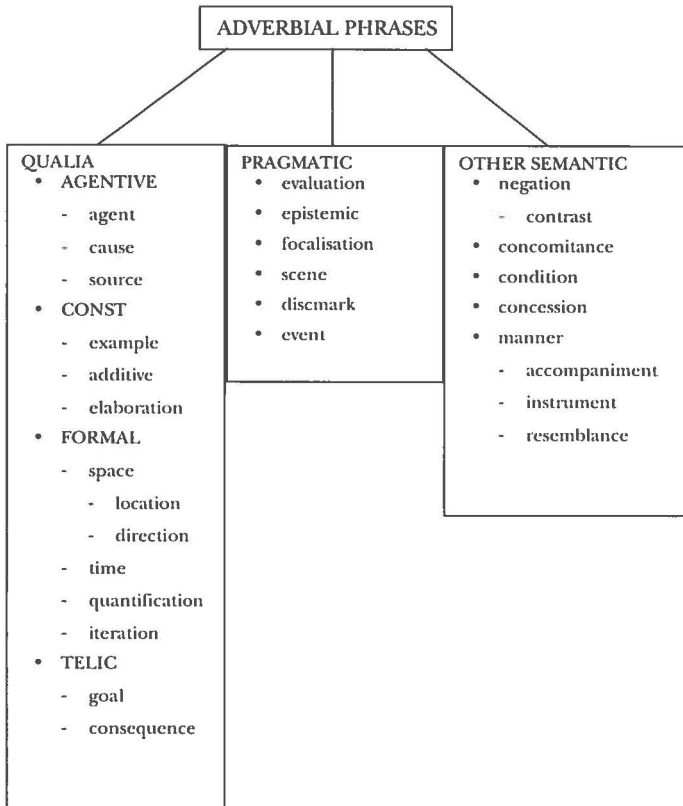 ADVERBIAL PHRASES
QUALIA
• AGENTIVE
- agent
- cause
- source
• CONST
- example
- additive
- elaboration
• FORMAL
- space
- location
- direction
- time
- quantification
- iteration
• TELIC
- goal
- consequence
PRAGMATIC
• evaluation
• epistemic
• focalisation
• scene
• discmark
• event
OTHER SEMANTIC
• negation
- contrast
• concomitance
• condition
• concession
• manner
- accompaniment
- instrument
- resemblance